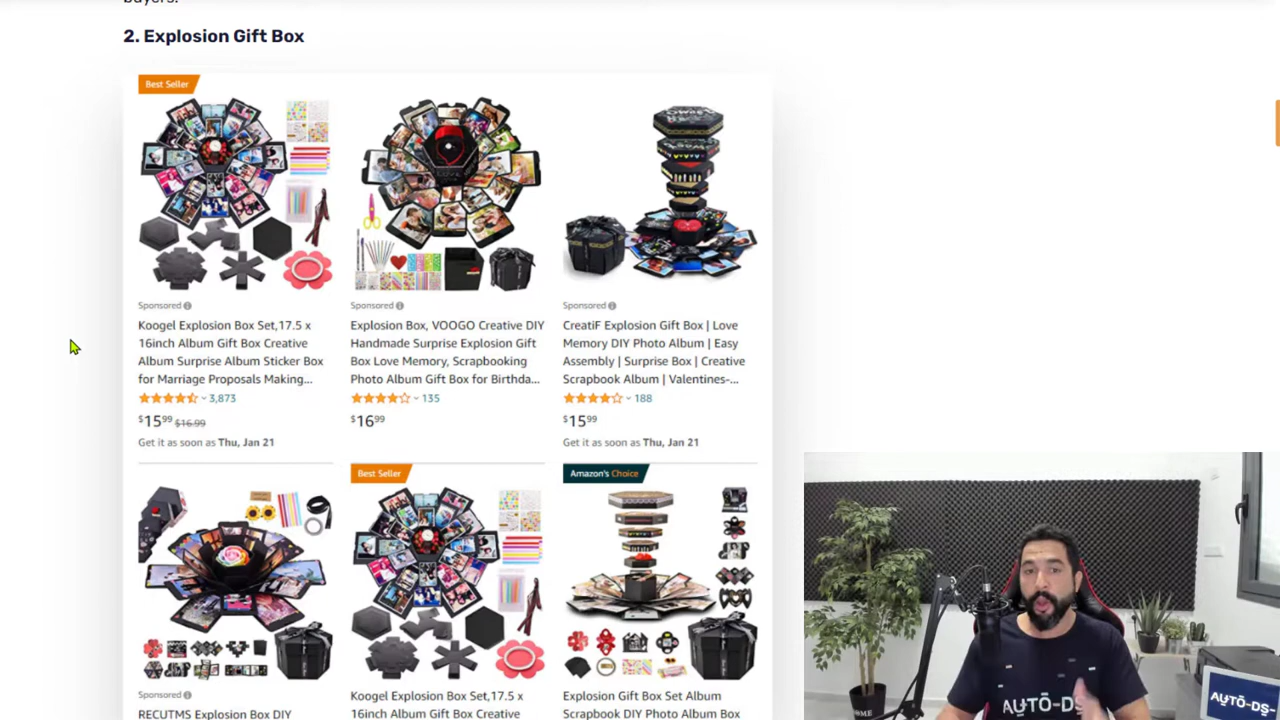 buyers.
2. Explosion Gift Box
Best Seller
Sponsored
Koogel Explosion Box Set,17.5 x
16inch Album Gift Box Creative
Album Surprise Album Sticker Box
for Marriage Proposals Making...
3,873
$15.99 $16.99
Get it as soon as Thu, Jan 21
Sponsored
Explosion Box, VOOGO Creative DIY
Handmade Surprise Explosion Gift
Box Love Memory, Scrapbooking
Photo Album Gift Box for Birthda...
135
$16.99
Sponsored
CreatiF Explosion Gift Box | Love
Memory DIY Photo Album | Easy
Assembly | Surprise Box | Creative
Scrapbook Album | Valentines-...
188
$15.99
Get it as soon as Thu, Jan 21
Sponsored
RECUTMS Explosion Box DIY
Best Seller
Koogel Explosion Box Set,17.5 x
16inch Album Gift Box Creative
Amazon's Choice
Explosion Gift Box Set Album
Scrapbook DIY Photo Album Box
AUTŌ-DS-
HOME
AUTŌ-DS-